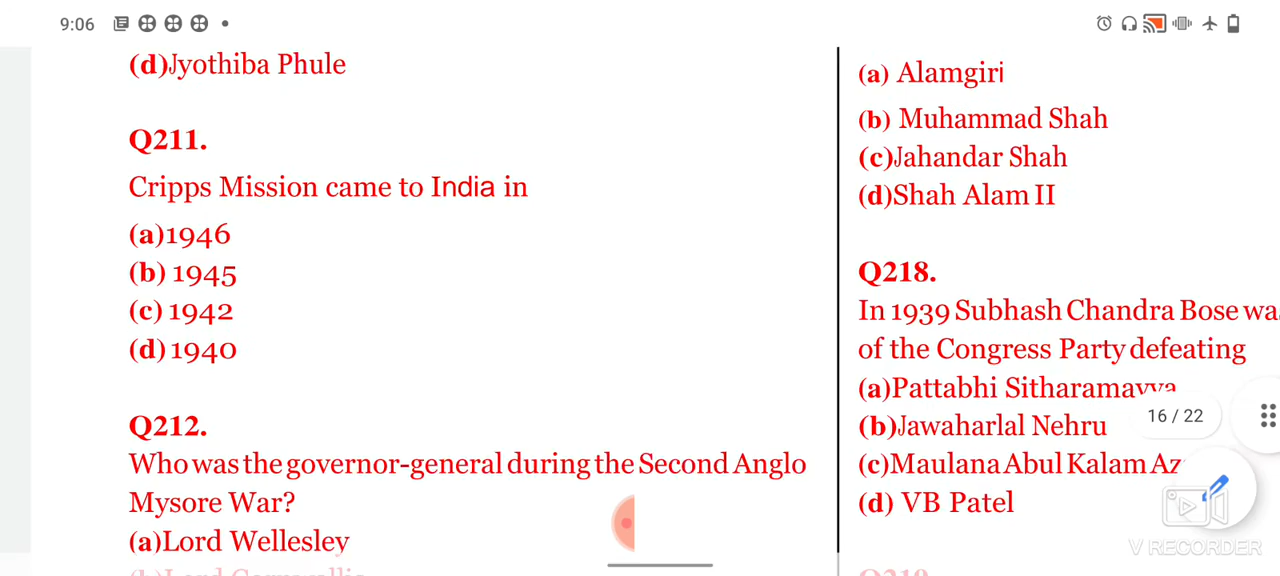 9:06
(d)Jyothiba Phule
Q211.
Cripps Mission came to India in
(a)1946
(b) 1945
(c) 1942
(d) 1940
Q212.
Who was the governor-general during the Second Anglo
Mysore War?
(a)Lord Wellesley
(a) Alamgiri
(b) Muhammad Shah
(c)Jahandar Shah
(d)Shah Alam II
Q218.
In 1939 Subhash Chandra Bose
of the Congress Party defeating
(a)Pattabhi Sitharamayya
(b)Jawaharlal Nehru
(c)Maulana Abul Kalam
(d) VB Patel
16 / 22
V RECORDER